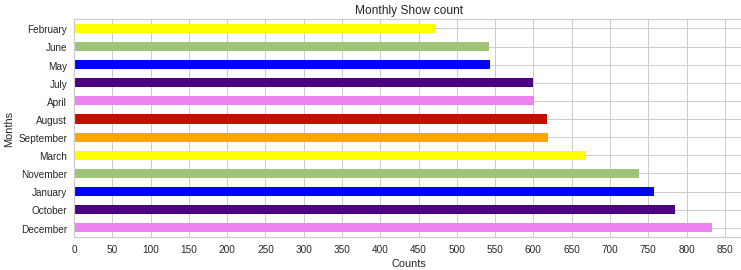 Monthly Show count
February
June
May
July
April
August
September
March
November
January
October
December
Months
0 50 100 150 200 250 300 350 400 450 500 550 600 650 700 750 800 850
Counts